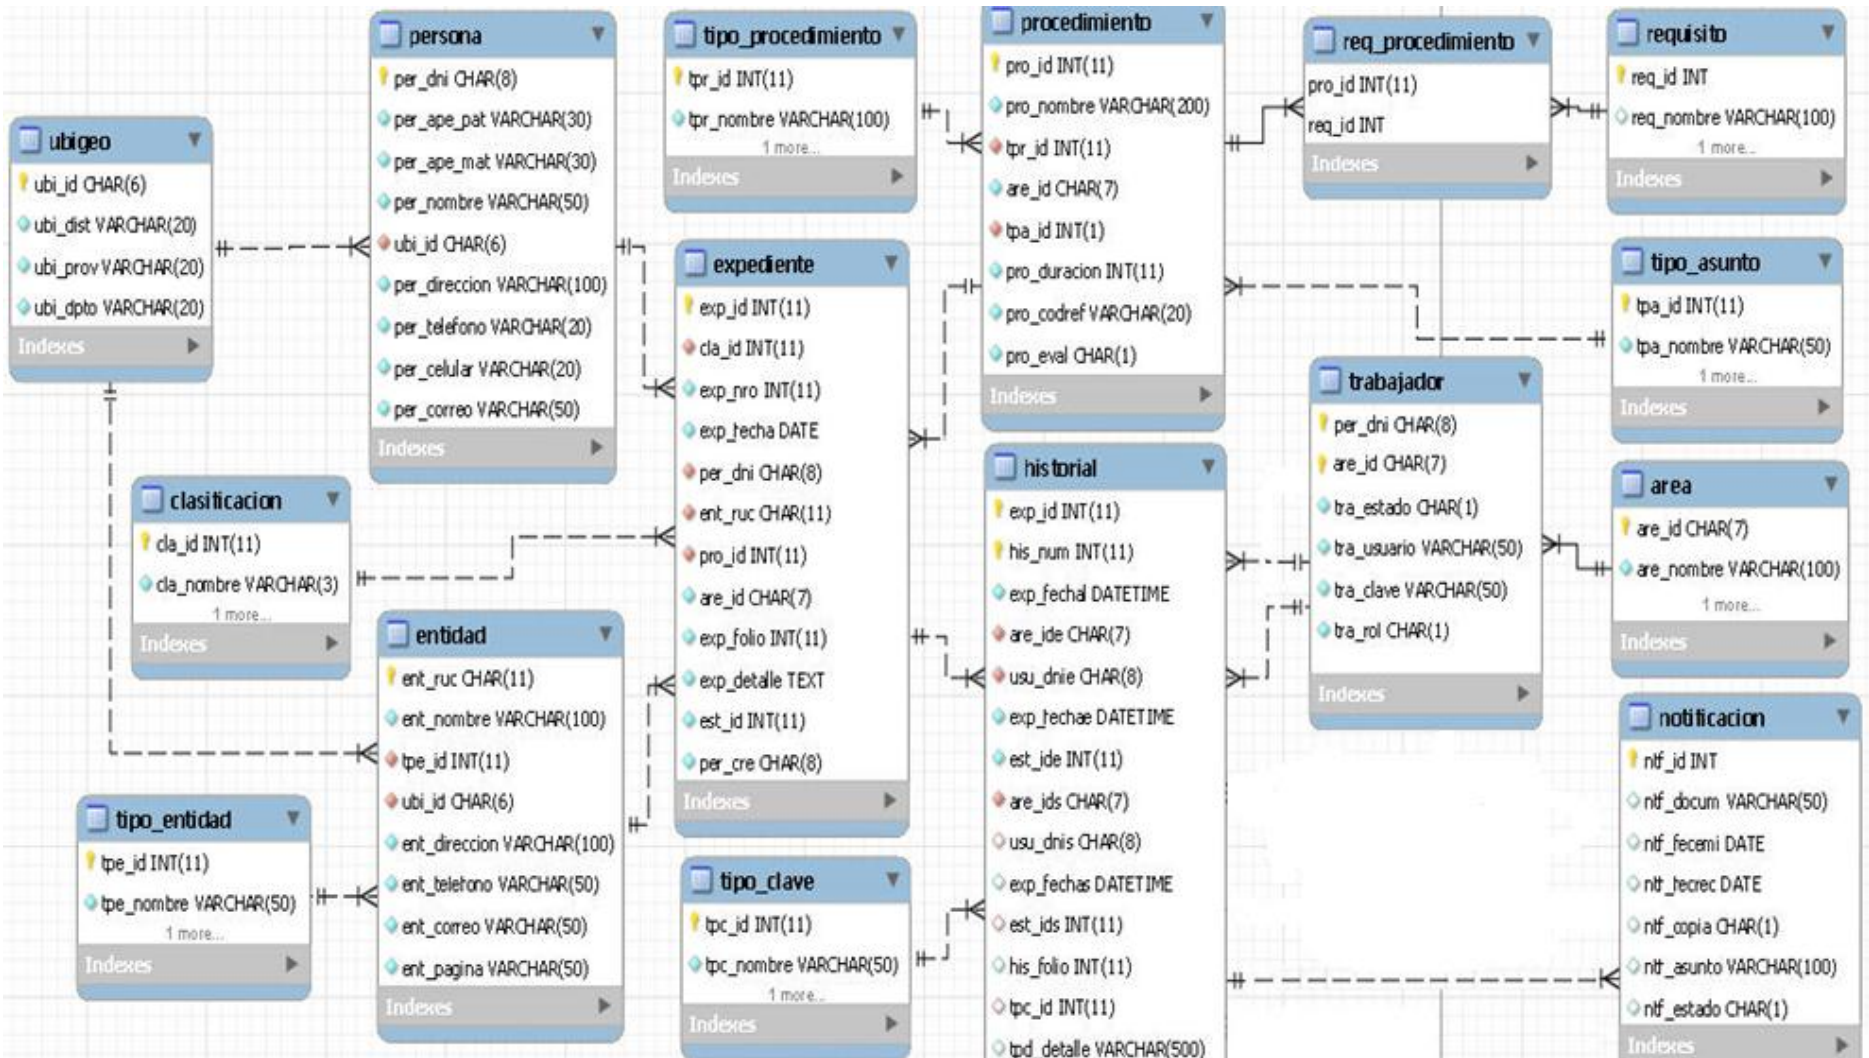 ubigeo
ubi_id CHAR(6)
ubi_dist VARCHAR(20)
ubi_prov VARCHAR(20)
ubi_dpto VARCHAR(20)
Indexes
persona
per_dni CHAR(8)
per_ape_pat VARCHAR(30)
per_ape_mat VARCHAR(30)
per_nombre VARCHAR(50)
ubi_id CHAR(6)
per_direccion VARCHAR(100)
per_telefono VARCHAR(20)
per_celular VARCHAR(20)
per_correo VARCHAR(50)
Indexes
clasificacion
cla_id INT(11)
cla_nombre VARCHAR(3)
1 more...
Indexes
entidad
ent_ruc CHAR(11)
ent_nombre VARCHAR(100)
tpe_id INT(11)
ubi_id CHAR(6)
ent_direccion VARCHAR(100)
ent_telefono VARCHAR(50)
ent_correo VARCHAR(50)
ent_pagina VARCHAR(50)
Indexes
tipo_entidad
tpe_id INT(11)
tpe_nombre VARCHAR(50)
1 more...
Indexes
tipo_procedimiento
tpr_id INT(11)
tpr_nombre VARCHAR(100)
1 more...
Indexes
expediente
exp_id INT(11)
cla_id INT(11)
exp_nro INT(11)
exp_fecha DATE
per_dni CHAR(8)
ent_ruc CHAR(11)
pro_id INT(11)
are_id CHAR(7)
exp_folio INT(11)
exp_detalle TEXT
est_id INT(11)
per_cre CHAR(8)
Indexes
tipo_clave
tpc_id INT(11)
tpc_nombre VARCHAR(50)
1 more...
Indexes
procedimiento
pro_id INT(11)
pro_nombre VARCHAR(200)
tpr_id INT(11)
are_id CHAR(7)
tpa_id INT(1)
pro_duracion INT(11)
pro_codref VARCHAR(20)
pro_eval CHAR(1)
Indexes
historial
exp_id INT(11)
his_num INT(11)
exp_fechal DATETIME
are_ide CHAR(7)
usu_dnie CHAR(8)
exp_fechae DATETIME
est_ide INT(11)
are_ids CHAR(7)
usu_dnis CHAR(8)
exp_fechas DATETIME
est_ids INT(11)
his_folio INT(11)
tpc_id INT(11)
tpd_detalle VARCHAR(500)
req_procedimiento
pro_id INT(11)
req_id INT
Indexes
requisito
req_id INT
req_nombre VARCHAR(100)
1 more...
Indexes
tipo_asunto
tpa_id INT(11)
tpa_nombre VARCHAR(50)
1 more...
Indexes
trabajador
per_dni CHAR(8)
are_id CHAR(7)
tra_estado CHAR(1)
tra_usuario VARCHAR(50)
tra_clave VARCHAR(50)
tra_rol CHAR(1)
Indexes
area
are_id CHAR(7)
are_nombre VARCHAR(100)
1 more...
Indexes
notificacion
ntf_id INT
ntf_docum VARCHAR(50)
ntf_fecemi DATE
ntf_fecrec DATE
ntf_copia CHAR(1)
ntf_asunto VARCHAR(100)
ntf_estado CHAR(1)
Indexes